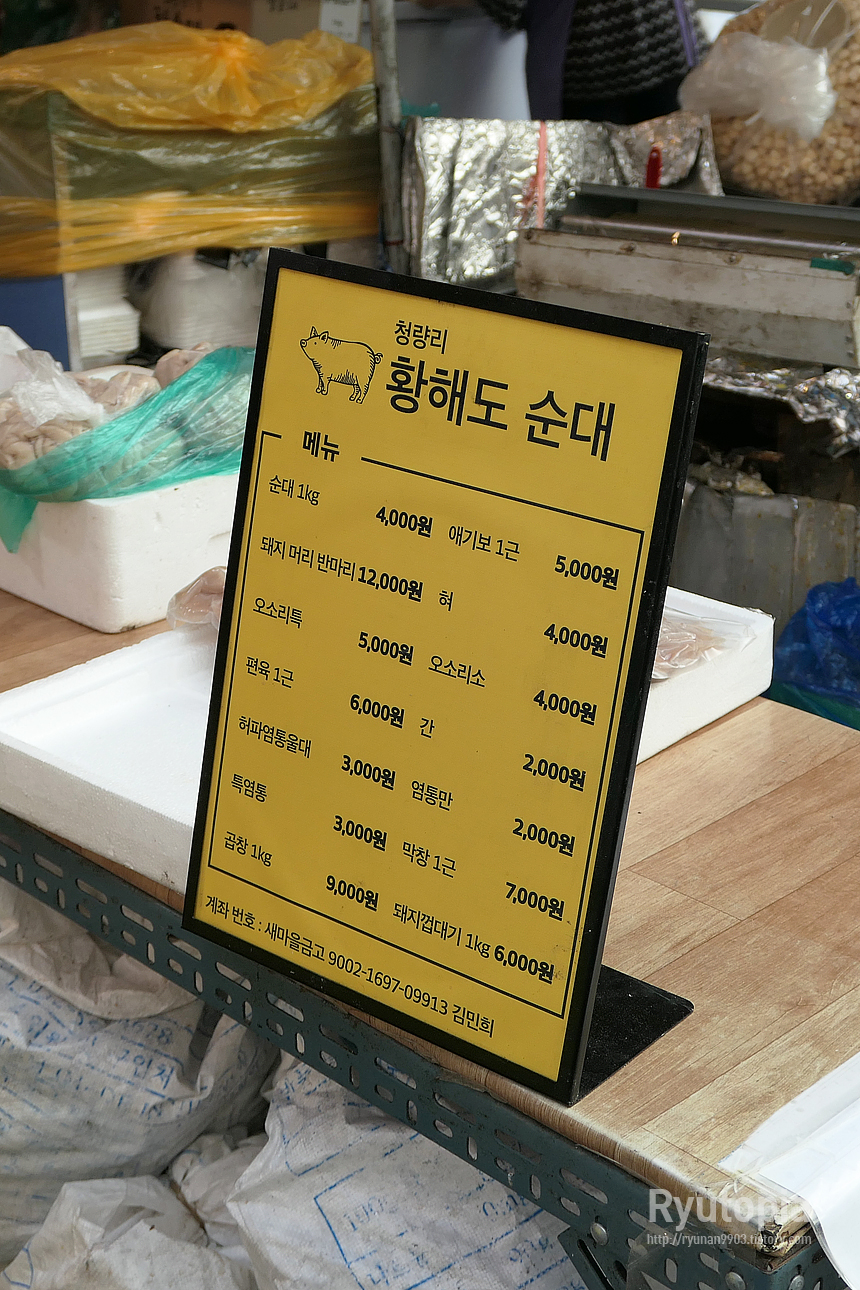 청량리
황해도 순대
메뉴
순대 1kg 4,000원 애기보 1근 5,000원
돼지 머리 반마리 12,000원 혀 4,000원
오소리특 5,000원 오소리소 4,000원
편육 1근 6,000원 간 2,000원
허파염통울대 3,000원 염통만 2,000원
특염통 3,000원 막창 1근 7,000원
곱창 1kg 9,000원 돼지껍대기 1kg 6,000원
계좌 번호 : 새마을금고 9002-1697-09913 김민희
Ryutopia
http://ryunan9903.tistory.com